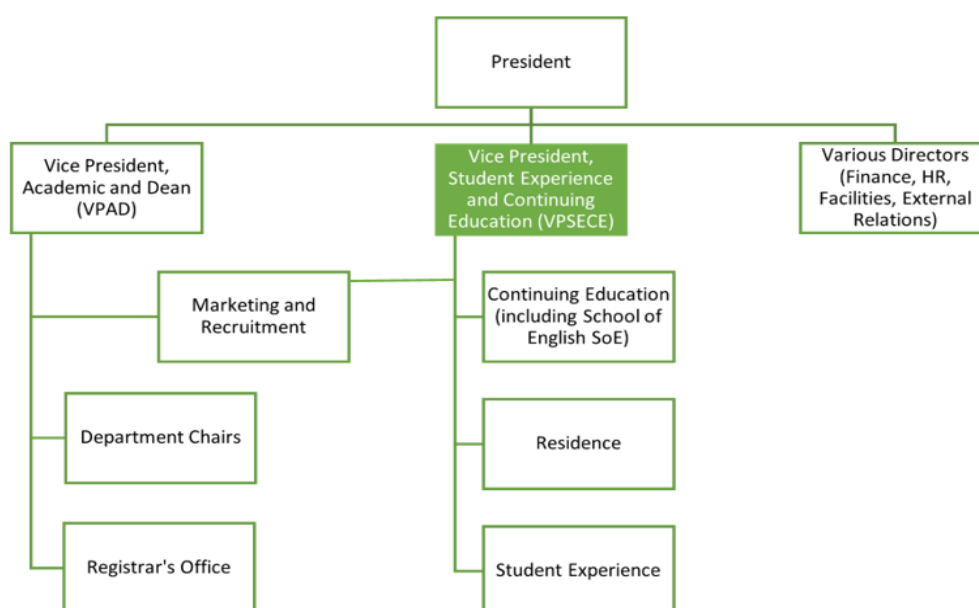 President
Vice President,
Academic and Dean
(VPAD)
Vice President,
Student Experience
and Continuing
Education (VPSECE)
Various Directors
(Finance, HR,
Facilities, External
Relations)
Marketing and
Recruitment
Continuing Education
(including School of
English SoE)
Department Chairs
Residence
Registrar's Office
Student Experience